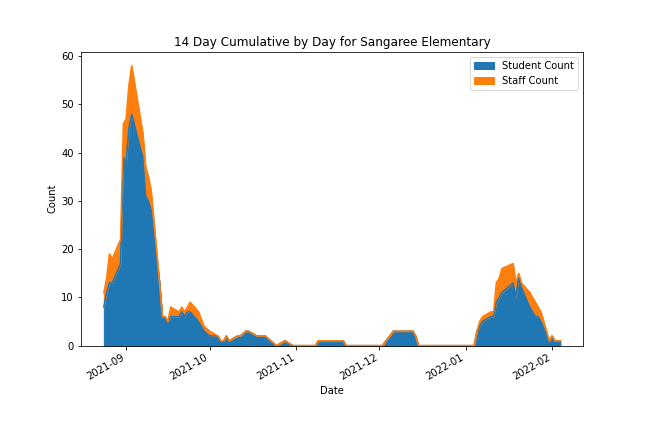 14 Day Cumulative by Day for Sangaree Elementary
Student Count
Staff Count
Count
60
50
40
30
20
10
0
2021-09
2021-10
2021-11
2021-12
2022-01
2022-02
Date